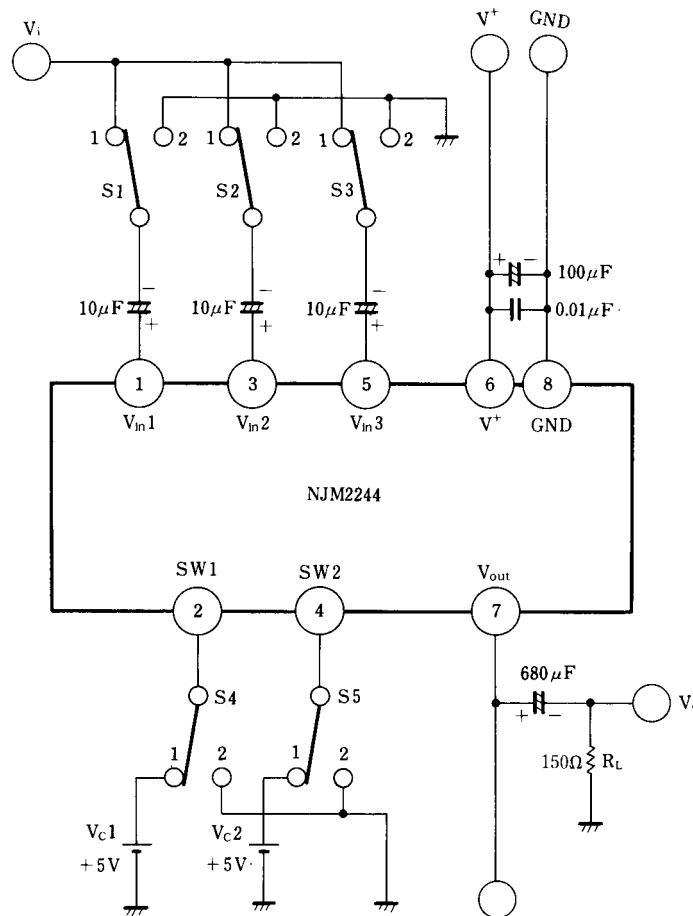 Vi
V+ GND
1 2 1 2 1 2
S1 S2 S3
+ − 100μF
− − −
10μF 10μF 10μF
+ + +
0.01μF
1 3 5 6 8
Vin1 Vin2 Vin3 V+ GND
NJM2244
SW1 SW2 Vout
2 4 7
S4 S5
680μF
+ −
1 2 1 2
150Ω RL
VC1 VC2
+5V +5V